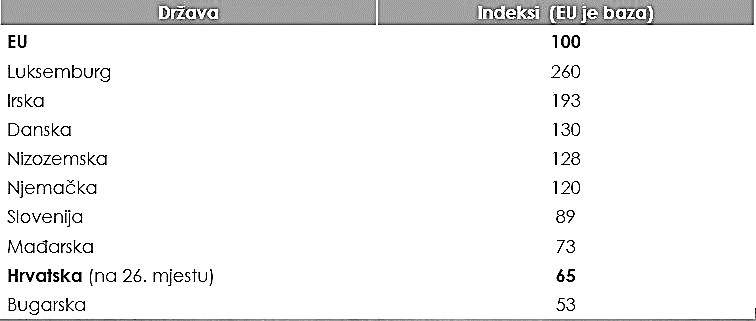 Država Indeksi (EU je baza)
EU 100
Luksemburg 260
Irska 193
Danska 130
Nizozemska 128
Njemačka 120
Slovenija 89
Mađarska 73
Hrvatska (na 26. mjestu) 65
Bugarska 53